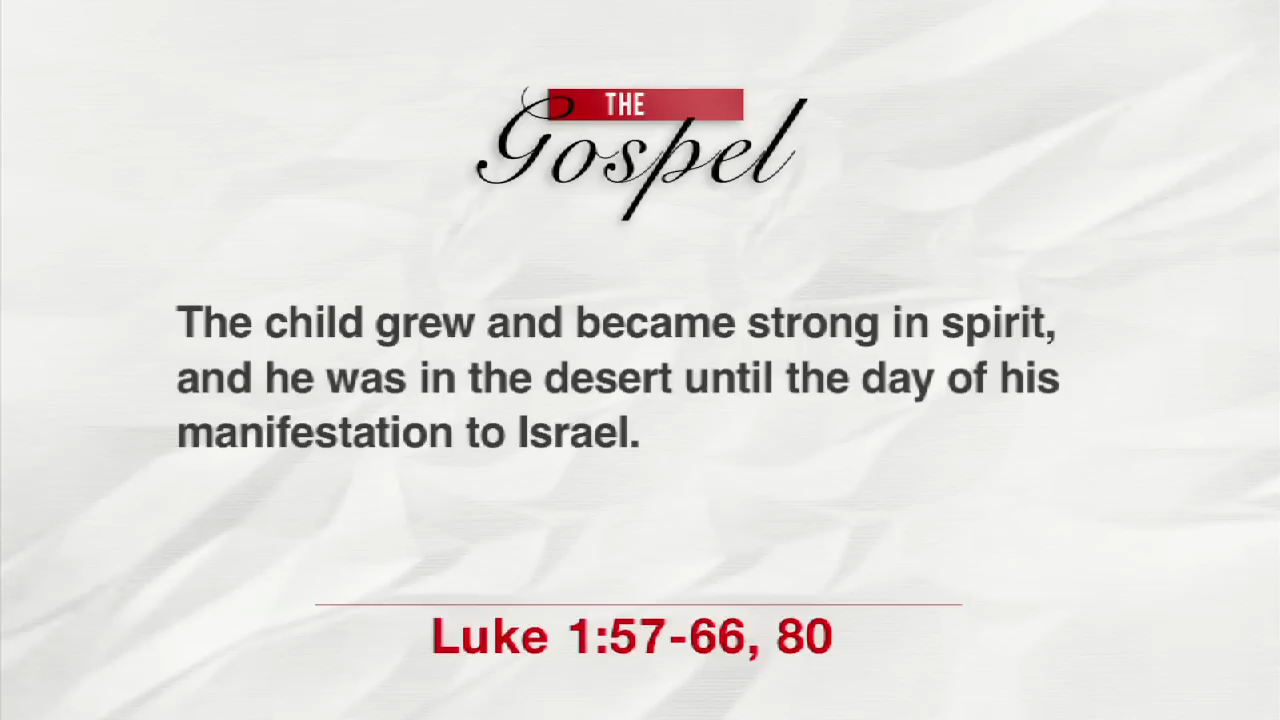 THE
Gospel
The child grew and became strong in spirit,
and he was in the desert until the day of his
manifestation to Israel.
Luke 1:57-66, 80